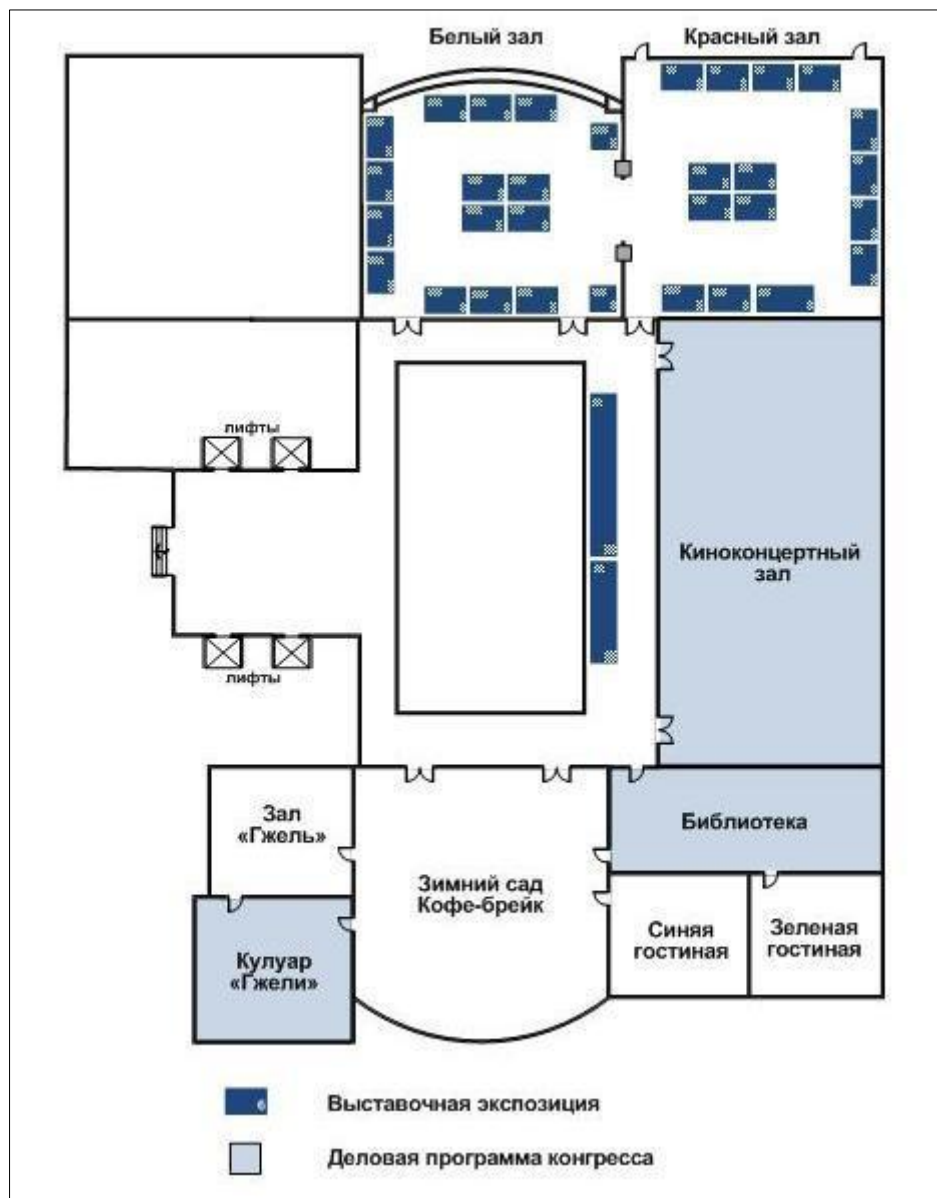 Белый зал
Красный зал
лифты
Киноконцертный
зал
лифты
Зал
«Гжель»
Библиотека
Зимний сад
Кофе-брейк
Синяя
гостиная
Зеленая
гостиная
Кулуар
«Гжели»
Выставочная экспозиция
Деловая программа конгресса